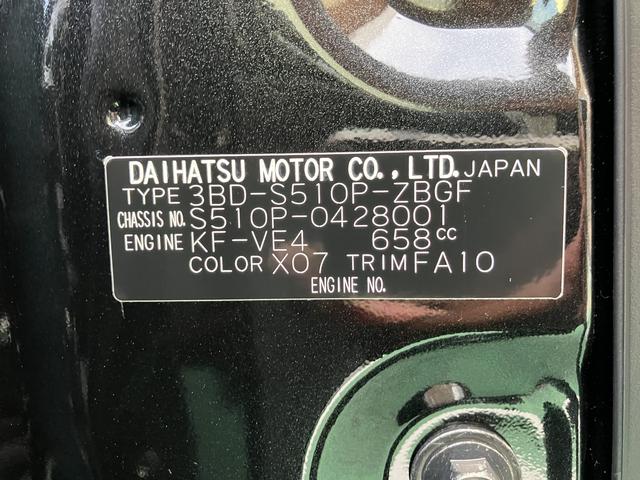 DAIHATSU MOTOR CO.,LTD. JAPAN
TYPE 3BD-S510P-ZBGF
CHASSIS NO. S510P-0428001
ENGINE KF-VE4 658cc
COLOR X07 TRIM FA10
ENGINE NO.